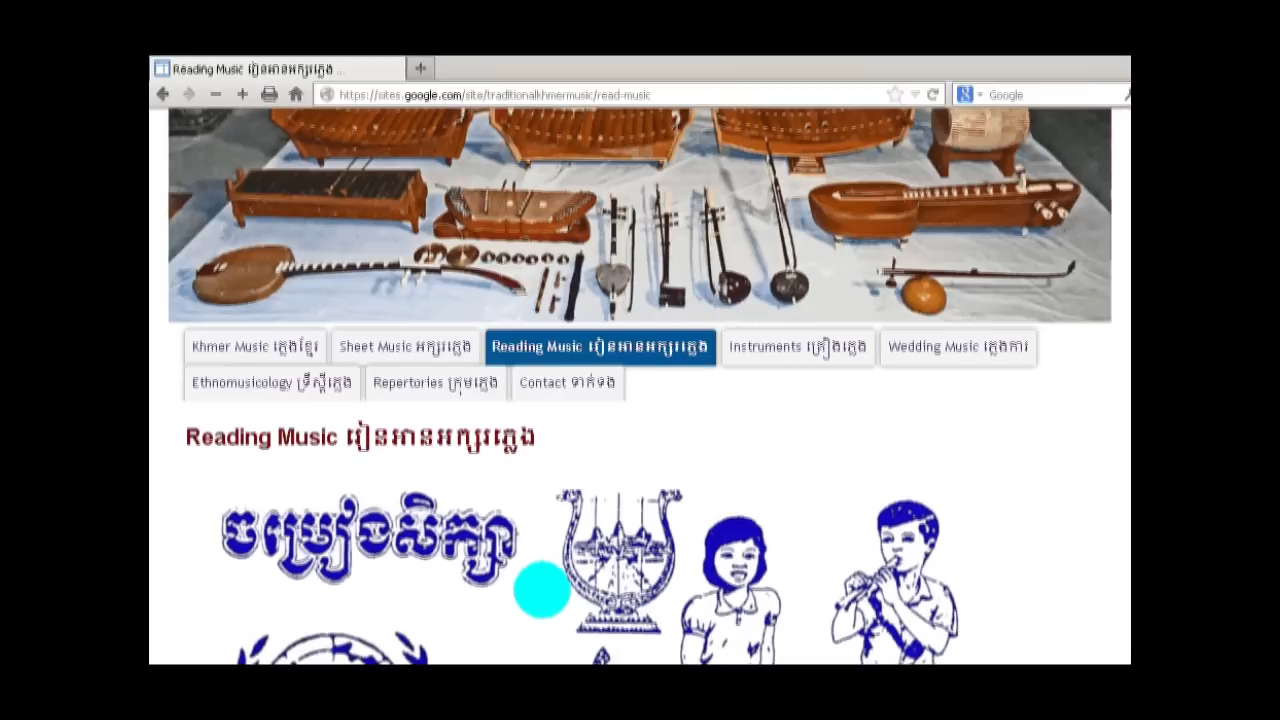 Reading Music រៀនអានអក្សរភ្លេង ...
https://sites.google.com/site/traditionalkhmermusic/read-music
Google
Khmer Music ភ្លេងខ្មែរ Sheet Music អក្សរភ្លេង Reading Music រៀនអានអក្សរភ្លេង Instruments គ្រឿងភ្លេង Wedding Music ភ្លេងការ
Ethnomusicology ទ្រឹស្តីភ្លេង Repertories ក្រុមភ្លេង Contact ទាក់ទង
Reading Music រៀនអានអក្សរភ្លេង
ចម្រៀងសិក្សា